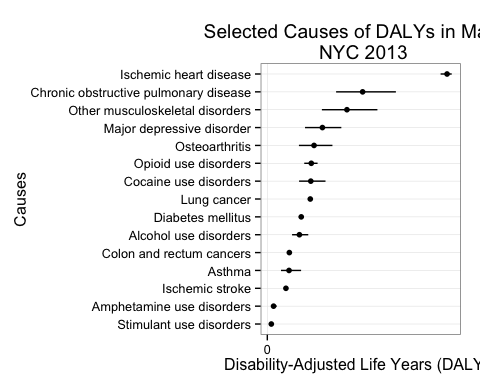 Selected Causes of DALYs in Ma
NYC 2013
Ischemic heart disease
Chronic obstructive pulmonary disease
Other musculoskeletal disorders
Major depressive disorder
Osteoarthritis
Opioid use disorders
Cocaine use disorders
Lung cancer
Diabetes mellitus
Alcohol use disorders
Colon and rectum cancers
Asthma
Ischemic stroke
Amphetamine use disorders
Stimulant use disorders
Causes
0
Disability-Adjusted Life Years (DALY